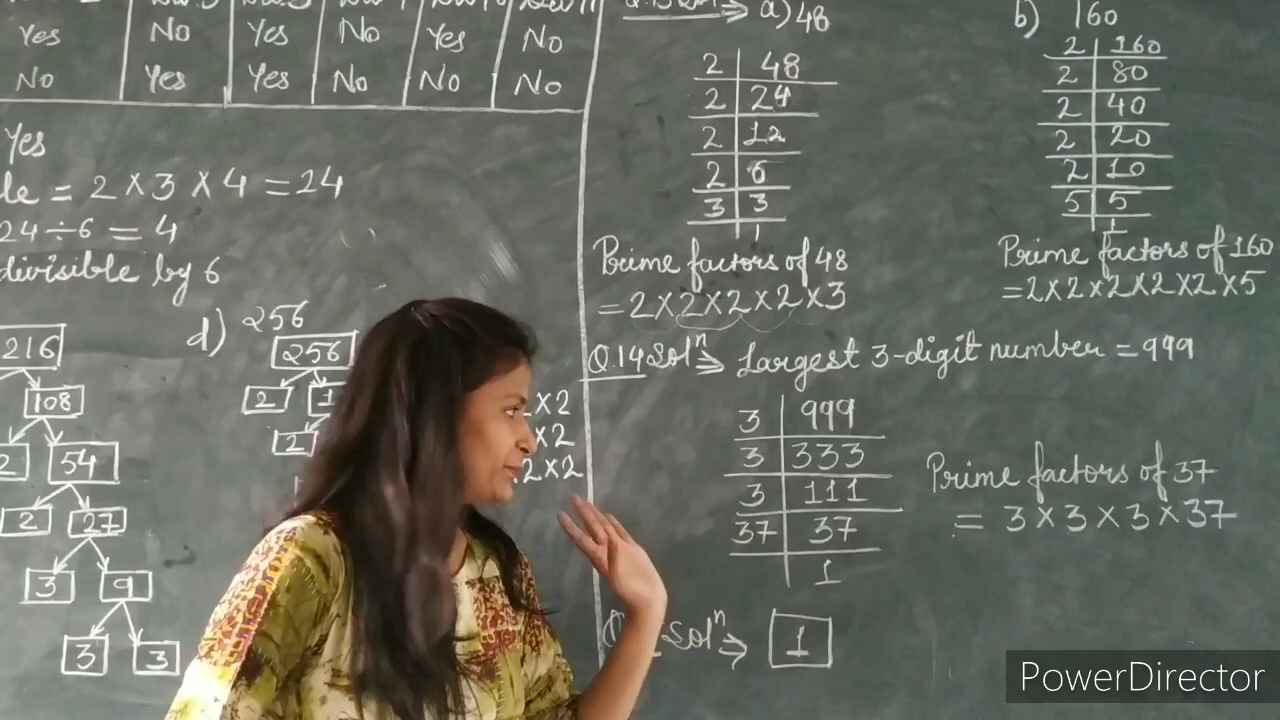 Yes No Yes No Yes No
No Yes Yes No No No
Yes
le = 2 × 3 × 4 = 24
24 ÷ 6 = 4
divisible by 6
216
108
54
2 27
3 9
3 3
d) 256
256
2 1
2
×2
×2
2×2
a) 48
2 48
2 24
2 12
2 6
3 3
1
Prime factors of 48
= 2×2×2×2×3
b) 160
2 160
2 80
2 40
2 20
2 10
5 5
1
Prime factors of 160
= 2×2×2×2×2×5
Q.14 Solⁿ ⇒ Largest 3-digit number = 999
3 999
3 333
3 111
37 37
1
Prime factors of 37
= 3×3×3×37
Solⁿ ⇒ 1
PowerDirector